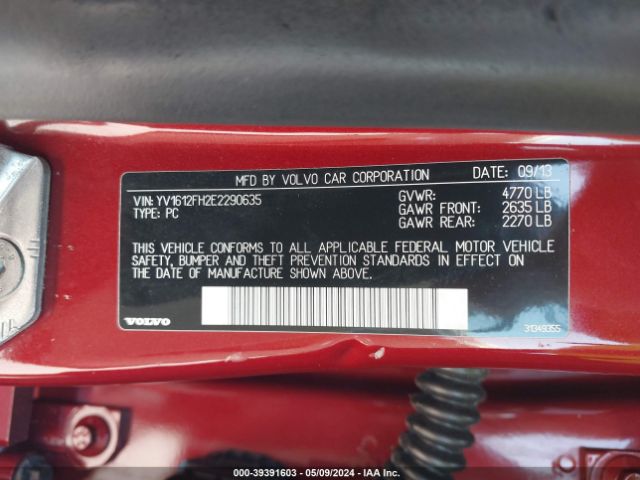 MFD BY VOLVO CAR CORPORATION DATE: 09/13
VIN: YV1612FH2E2290635 GVWR: 4770 LB
TYPE: PC GAWR FRONT: 2635 LB
GAWR REAR: 2270 LB
THIS VEHICLE CONFORMS TO ALL APPLICABLE FEDERAL MOTOR VEHICLE
SAFETY, BUMPER AND THEFT PREVENTION STANDARDS IN EFFECT ON
THE DATE OF MANUFACTURE SHOWN ABOVE.
VOLVO 31349355
000-39391603 - 05/09/2024 - IAA Inc.